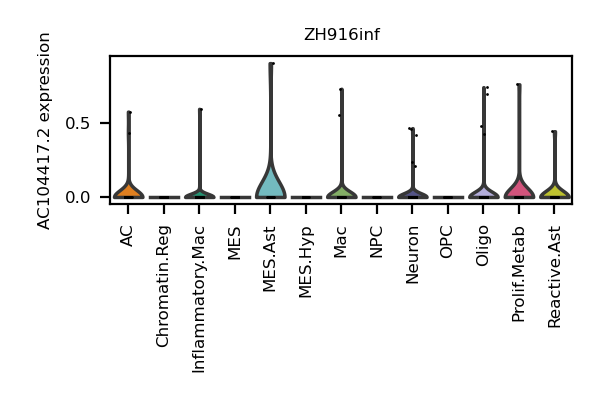 ZH916inf
AC104417.2 expression
0.5
0.0
AC
Chromatin.Reg
Inflammatory.Mac
MES
MES.Ast
MES.Hyp
Mac
NPC
Neuron
OPC
Oligo
Prolif.Metab
Reactive.Ast